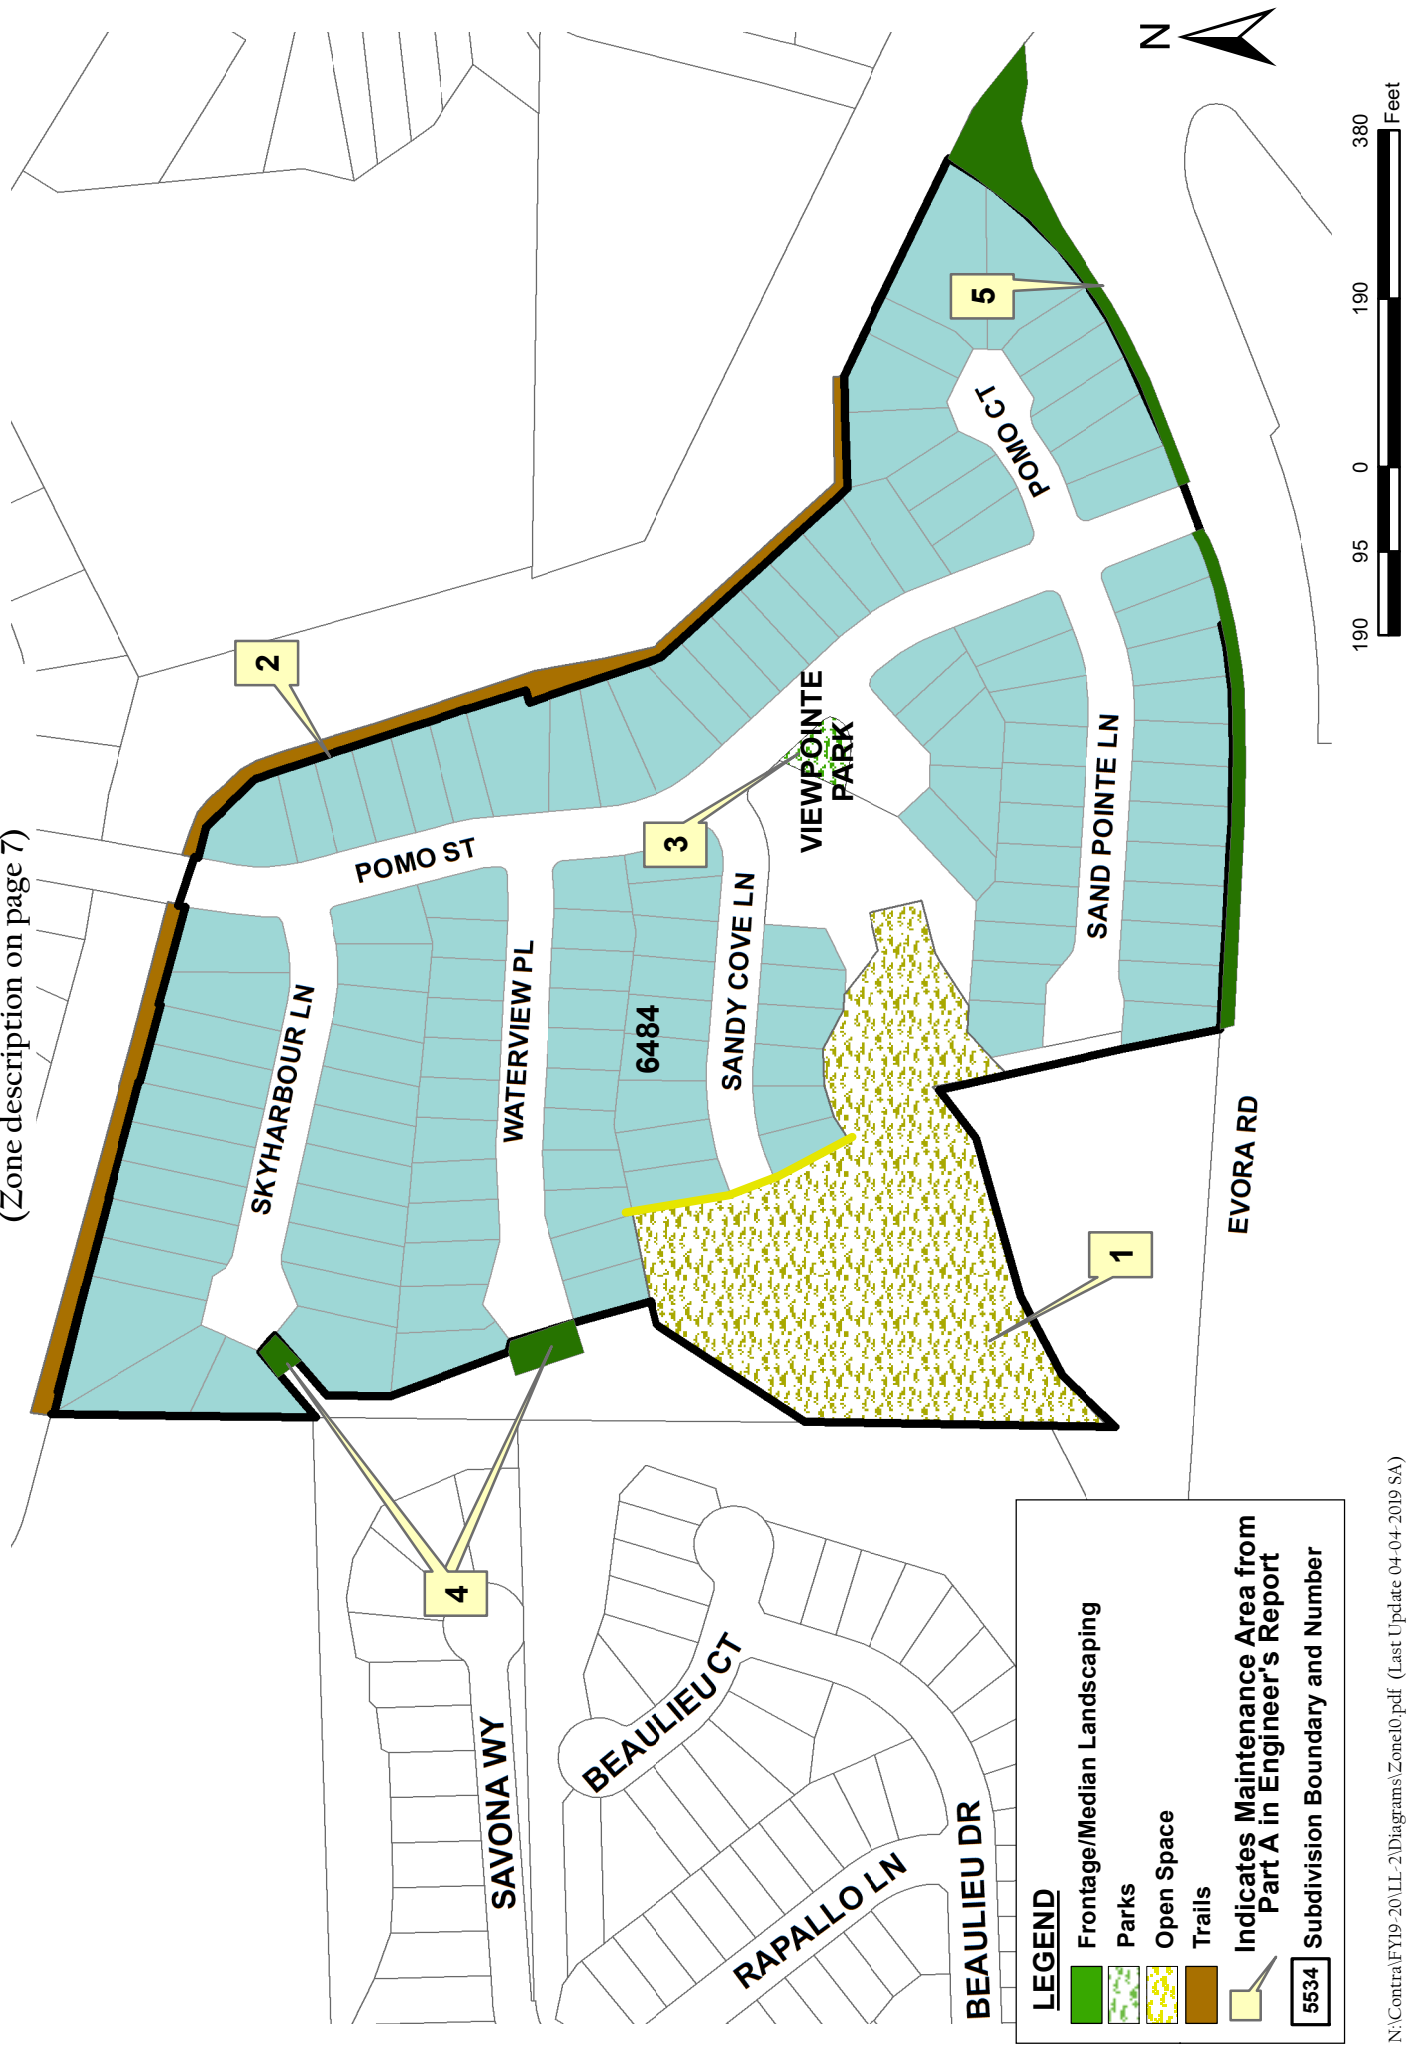 (Zone description on page 7)
N
2
5
3
4
1
POMO ST
POMO CT
SKYHARBOUR LN
WATERVIEW PL
6484
SANDY COVE LN
VIEWPOINTE
PARK
SAND POINTE LN
EVORA RD
SAVONA WY
BEAULIEU CT
RAPALLO LN
BEAULIEU DR
LEGEND
Frontage/Median Landscaping
Parks
Open Space
Trails
Indicates Maintenance Area from
Part A in Engineer's Report
5534 Subdivision Boundary and Number
190 95 0 190 380
Feet
N:\Contra\FY19-20\LL-2\Diagrams\Zone10.pdf (Last Update 04-04-2019 SA)